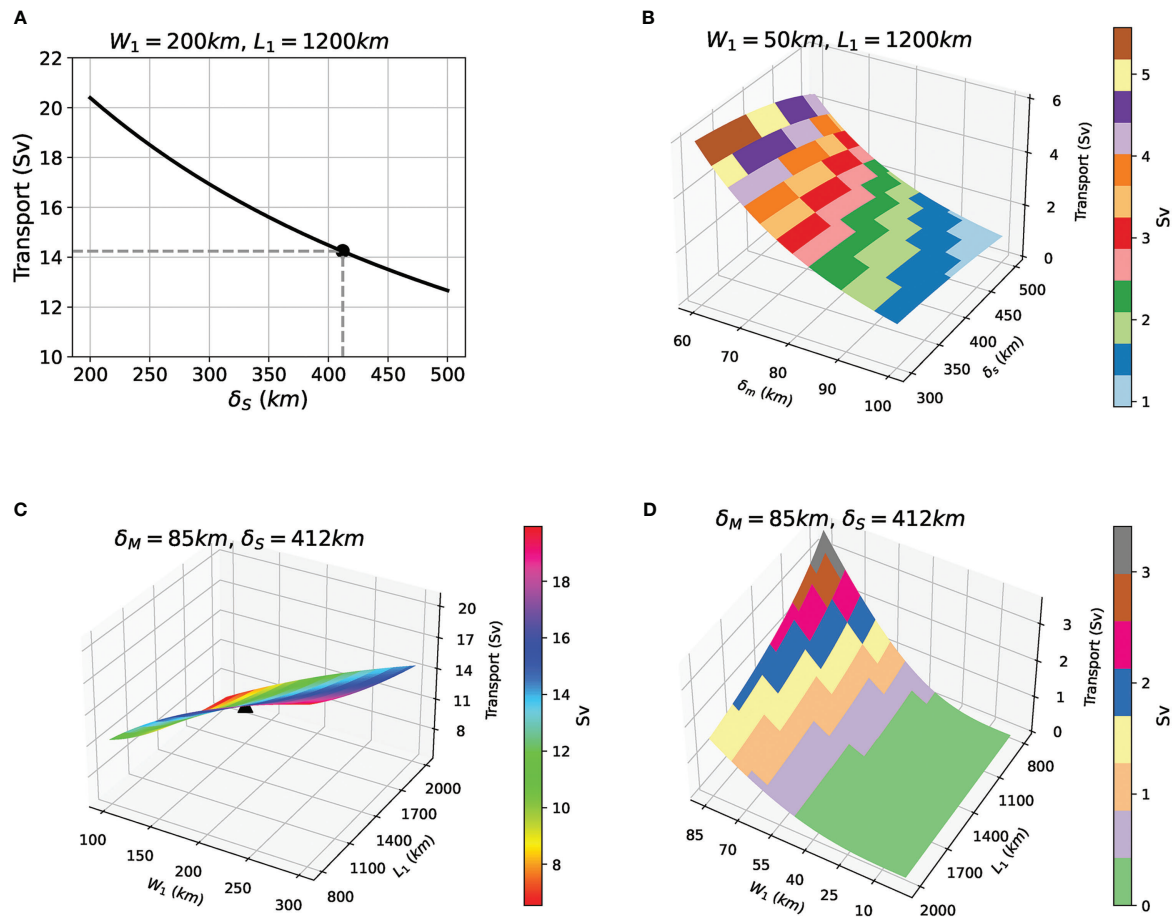 A
W₁ = 200km, L₁ = 1200km
Transport (Sv)
22
20
18
16
14
12
10
200 250 300 350 400 450 500
δ_S (km)
B
W₁ = 50km, L₁ = 1200km
Transport (Sv)
6
4
2
0
60 70 80 90 100
δ_m (km)
300 350 400 450 500
δ_s (km)
5
4
3
2
1
Sv
C
δ_M = 85km, δ_S = 412km
Transport (Sv)
20
17
14
11
8
100 150 200 250 300
W₁ (km)
800 1100 1400 1700 2000
L₁ (km)
18
16
14
12
10
8
Sv
D
δ_M = 85km, δ_S = 412km
Transport (Sv)
3
2
1
0
85 70 55 40 25 10
W₁ (km)
2000 1700 1400 1100 800
L₁ (km)
3
2
1
0
Sv